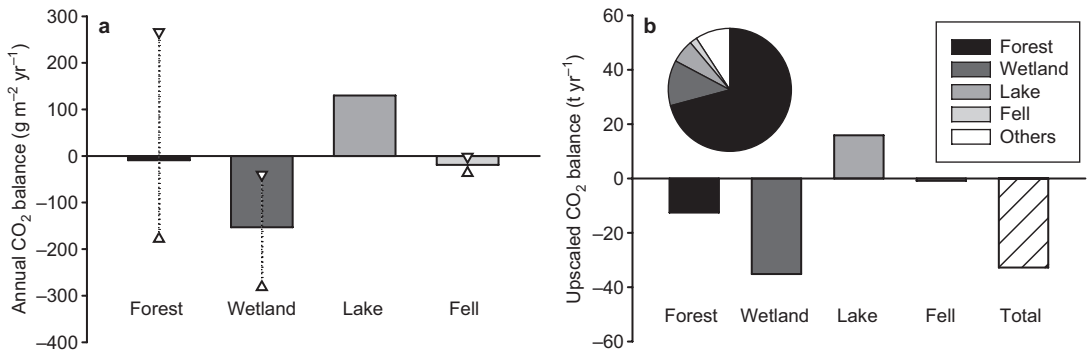 a
Annual CO₂ balance (g m⁻² yr⁻¹)
300
200
100
0
–100
–200
–300
–400
Forest Wetland Lake Fell
b
Upscaled CO₂ balance (t yr⁻¹)
60
40
20
0
–20
–40
–60
Forest Wetland Lake Fell Total
Forest
Wetland
Lake
Fell
Others